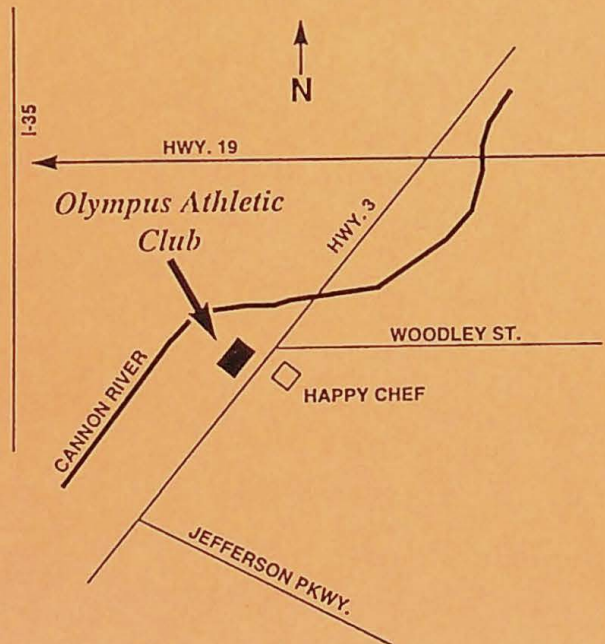 N
I-35
HWY. 19
Olympus Athletic
Club
HWY. 3
WOODLEY ST.
CANNON RIVER
HAPPY CHEF
JEFFERSON PKWY.